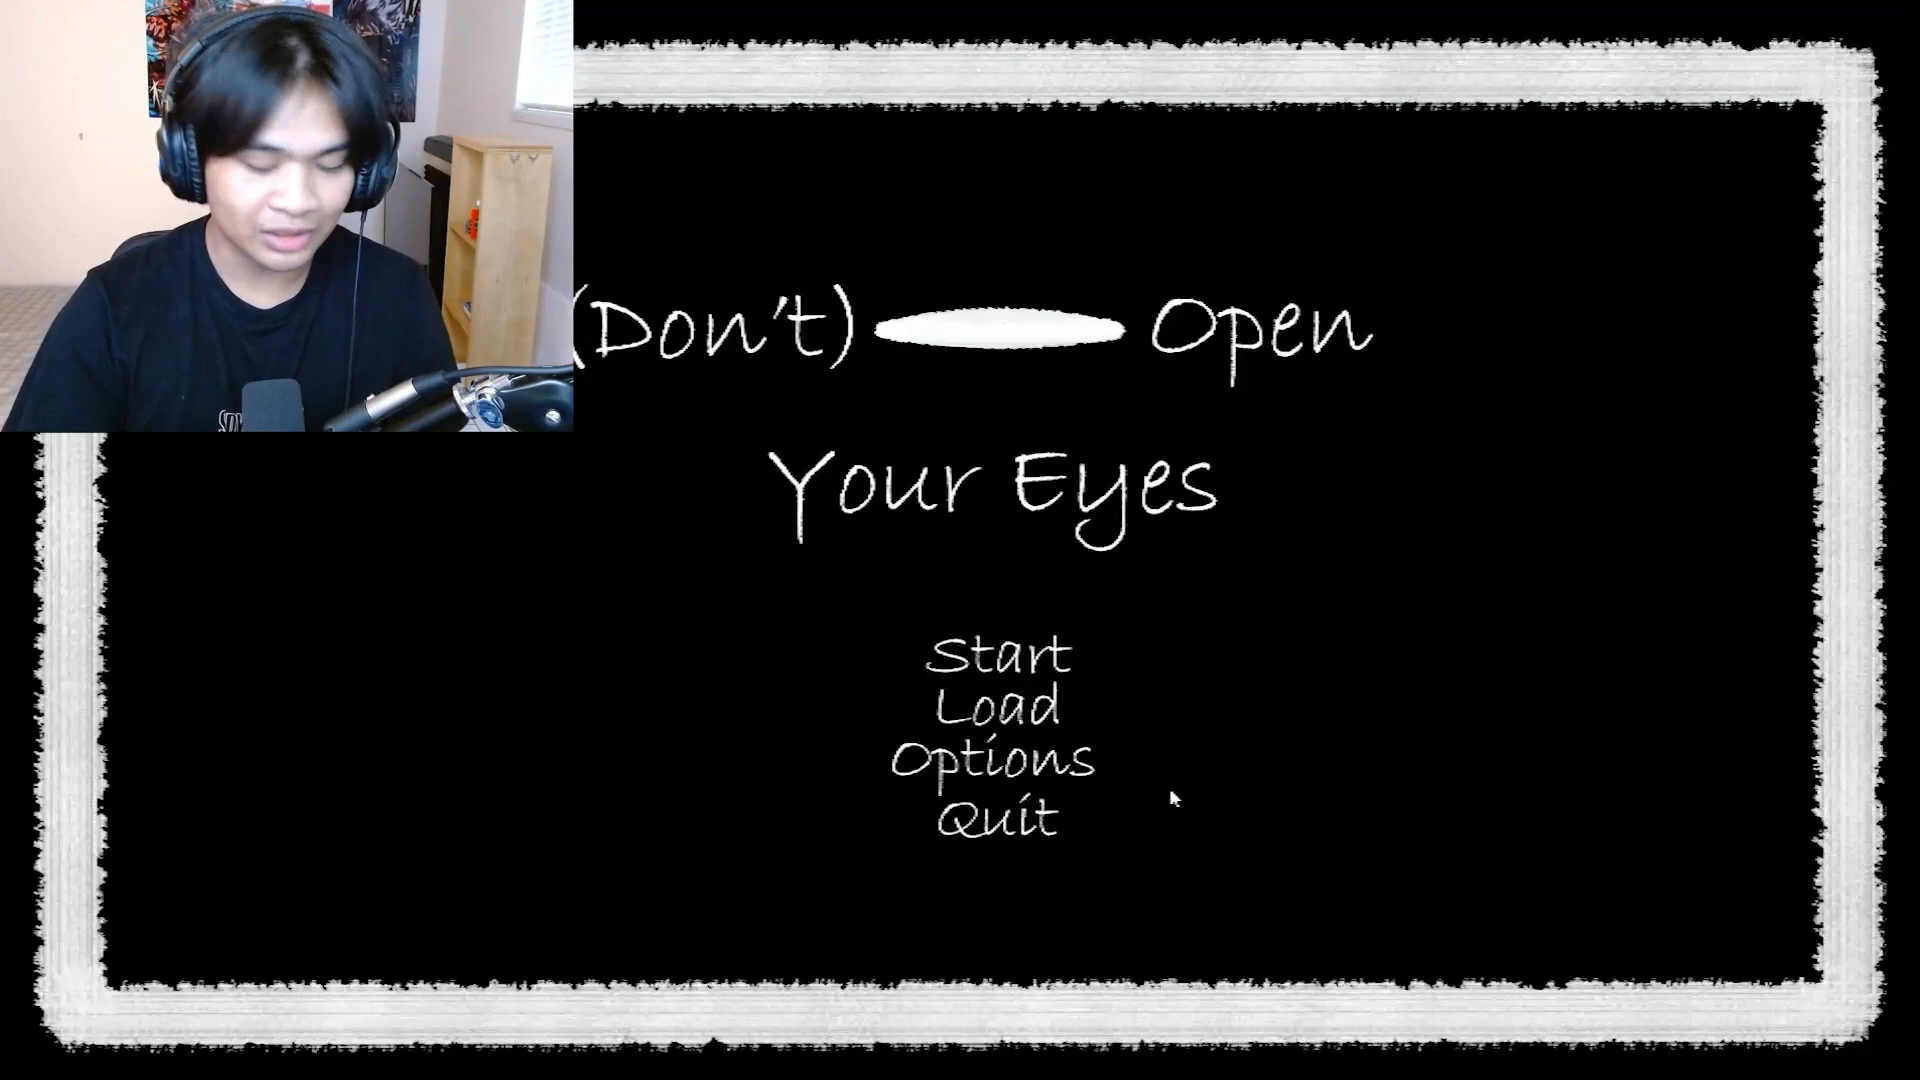 (Don't) Open
Your Eyes
Start
Load
Options
Quit